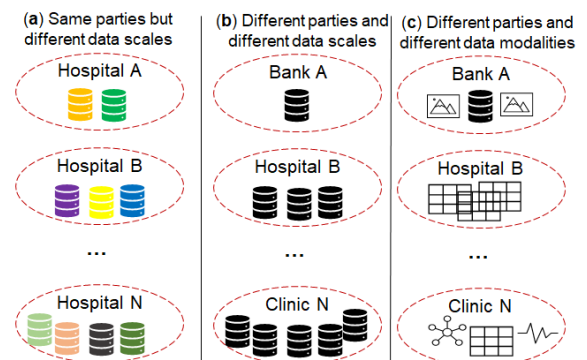 (a) Same parties but
different data scales
Hospital A
Hospital B
...
Hospital N
(b) Different parties and
different data scales
Bank A
Hospital B
...
Clinic N
(c) Different parties and
different data modalities
Bank A
Hospital B
...
Clinic N